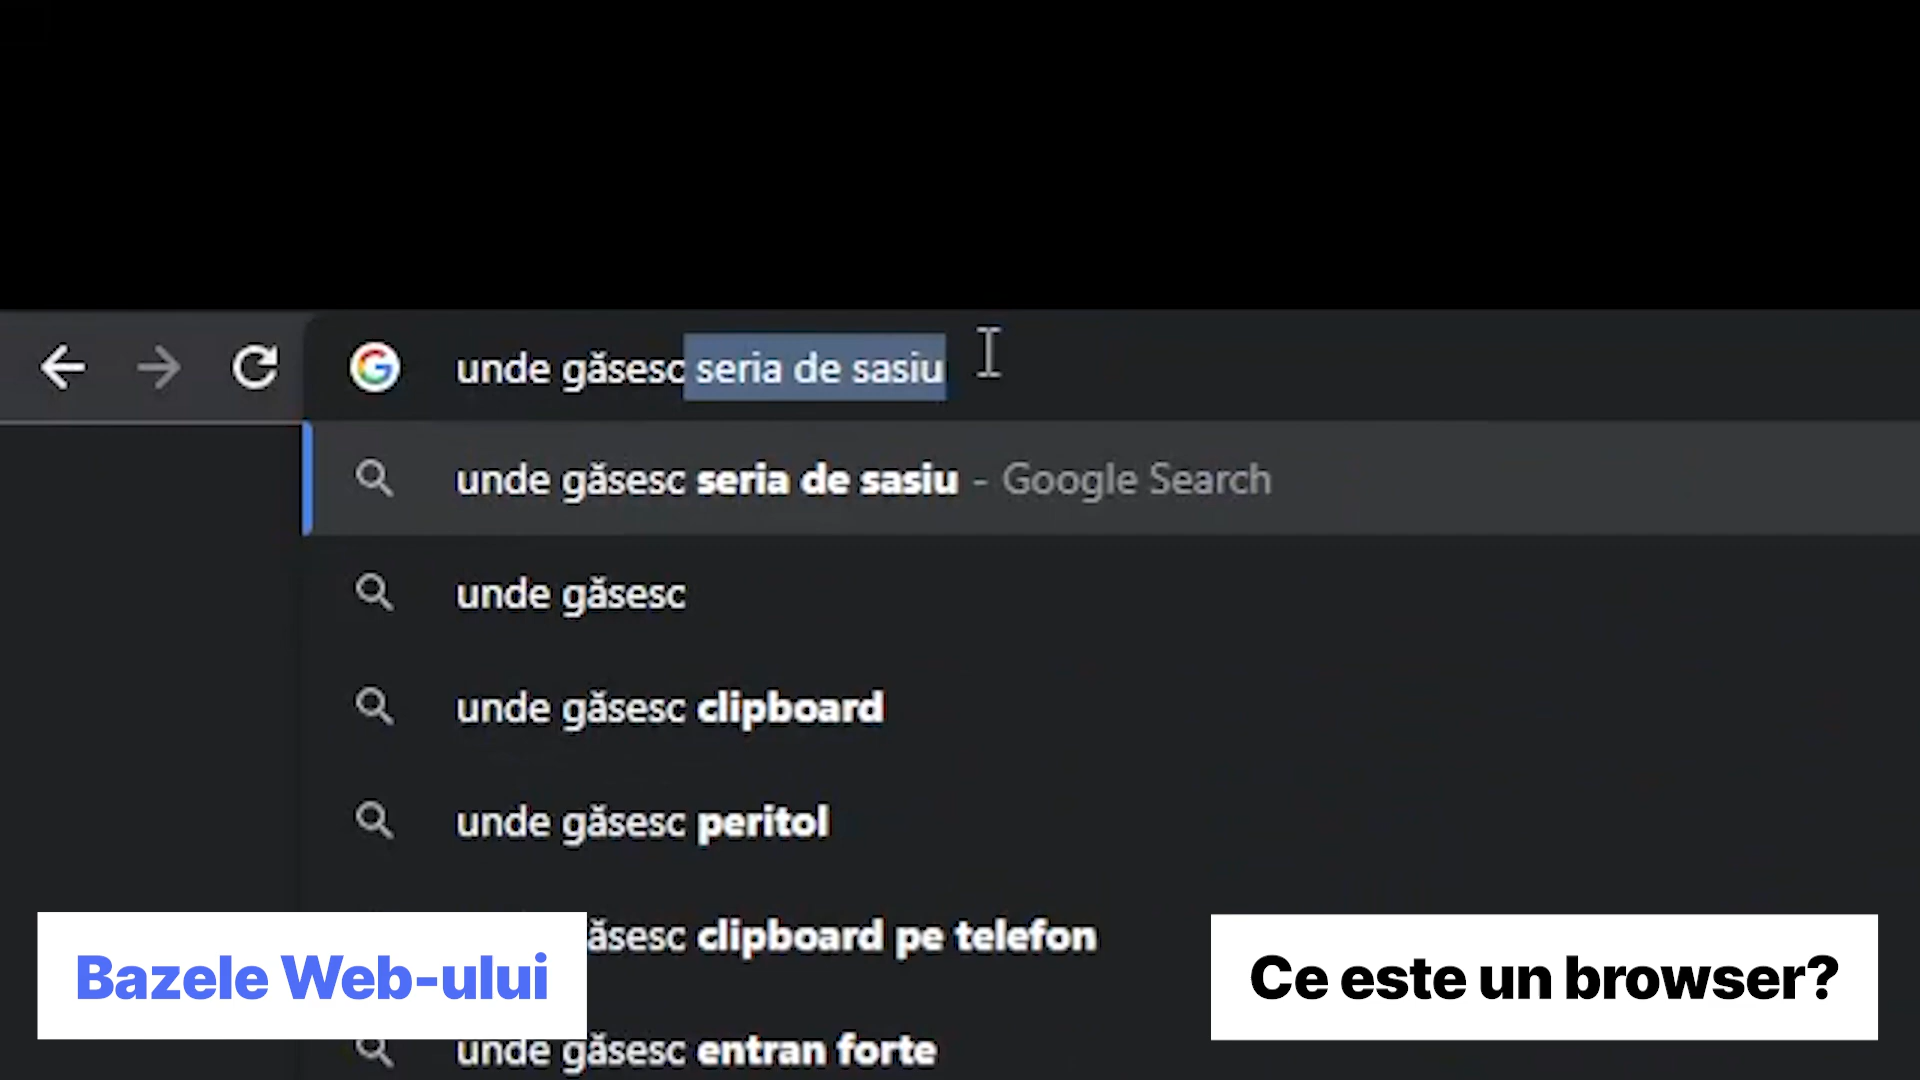 unde găsesc seria de sasiu
unde găsesc seria de sasiu - Google Search
unde găsesc
unde găsesc clipboard
unde găsesc peritol
ăsesc clipboard pe telefon
Bazele Web-ului
Ce este un browser?
unde găsesc entran forte